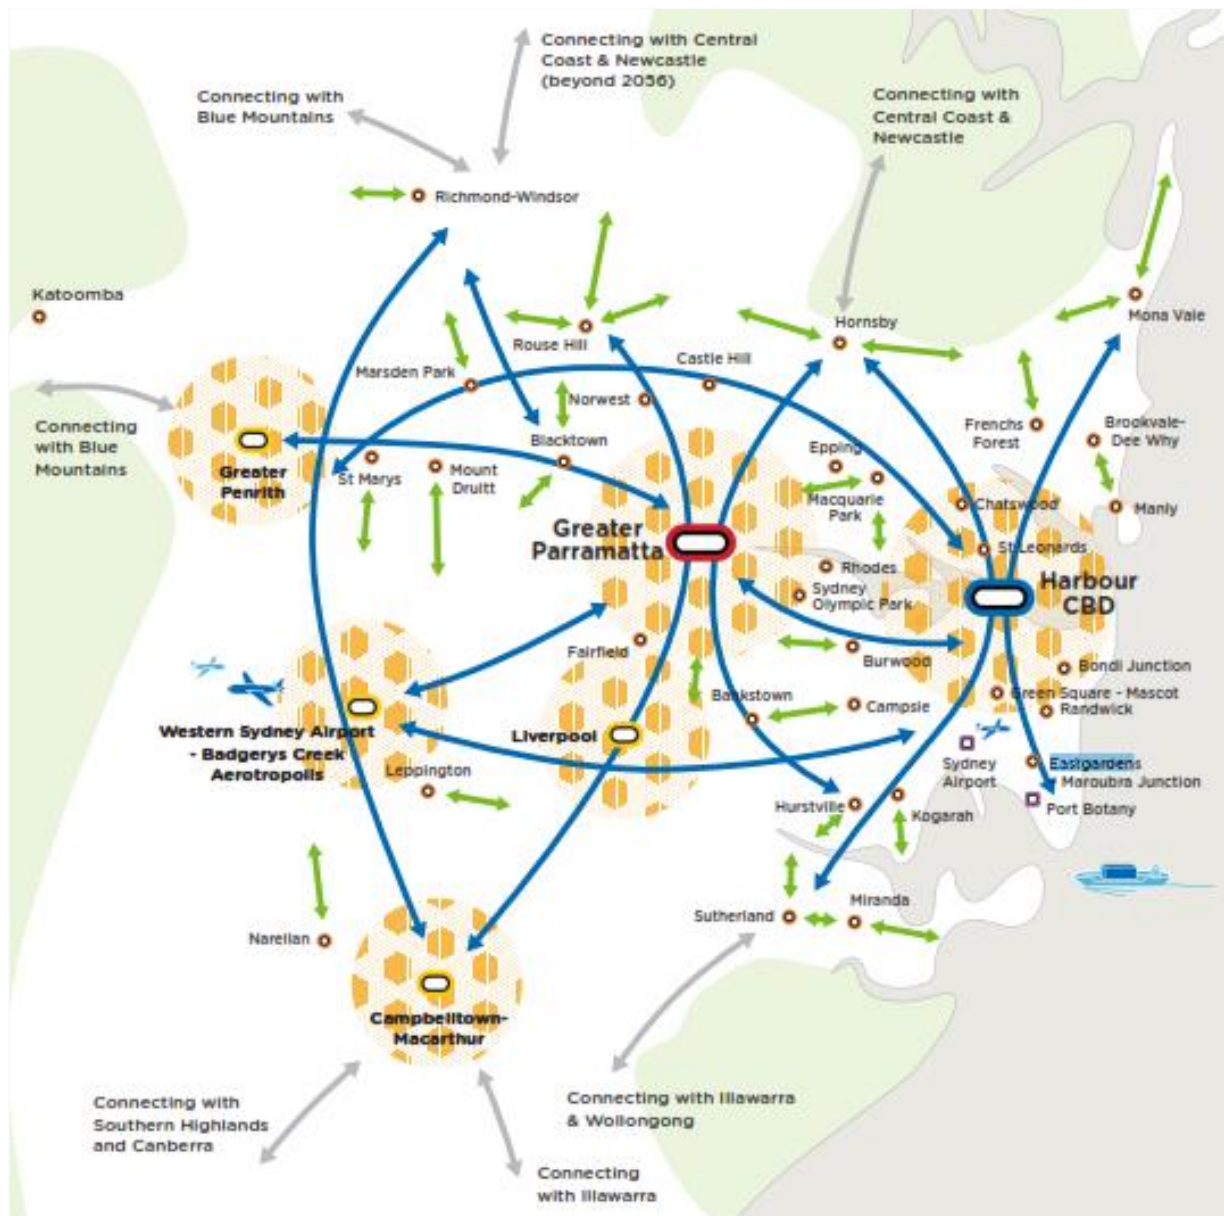 Connecting with Central
Coast & Newcastle
(beyond 2056)
Connecting with
Blue Mountains
Connecting with
Central Coast &
Newcastle
Richmond-Windsor
Katoomba
Mona Vale
Hornsby
Rouse Hill
Castle Hill
Marsden Park
Norwest
Connecting
with Blue
Mountains
Frenchs
Forest
Brookvale-
Dee Why
Blacktown
Epping
Greater
Penrith
St Marys
Mount
Druitt
Macquarie
Park
Chatswood
Manly
Greater
Parramatta
St Leonards
Rhodes
Harbour
CBD
Sydney
Olympic Park
Fairfield
Burwood
Bondi Junction
Green Square - Mascot
Randwick
Bankstown
Campsie
Western Sydney Airport
- Badgerys Creek
Aerotropolis
Liverpool
Sydney
Airport
Eastgardens
Maroubra Junction
Port Botany
Leppington
Hurstville
Kogarah
Miranda
Sutherland
Narellan
Campbelltown-
Macarthur
Connecting with
Southern Highlands
and Canberra
Connecting with Illawarra
& Wollongong
Connecting
with Illawarra